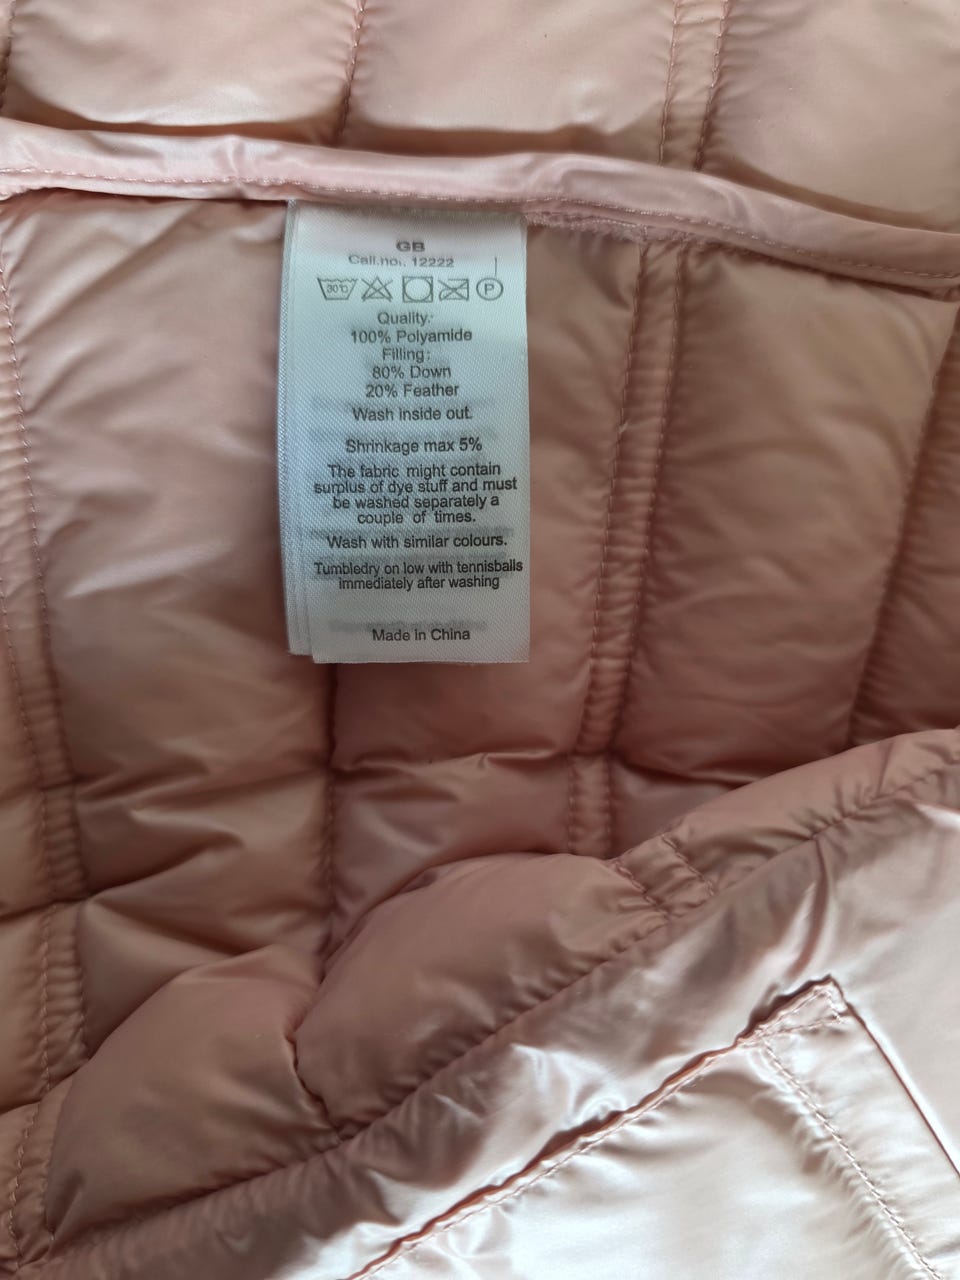 GB
Call.no.: 12222
30°C P
Quality:
100% Polyamide
Filling:
80% Down
20% Feather
Wash inside out.
Shrinkage max 5%
The fabric might contain
surplus of dye stuff and must
be washed separately a
couple of times.
Wash with similar colours.
Tumbledry on low with tennisballs
immediately after washing
Made in China